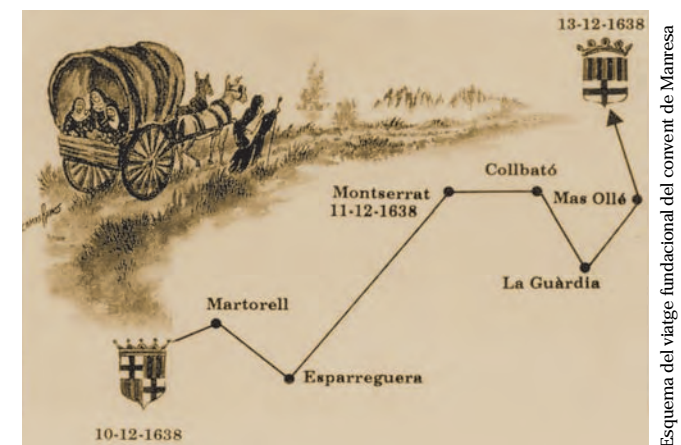 13-12-1638
Collbató
Montserrat
11-12-1638
Mas Ollé
La Guàrdia
Martorell
Esparreguera
10-12-1638
Esquema del viatge fundacional del convent de Manresa